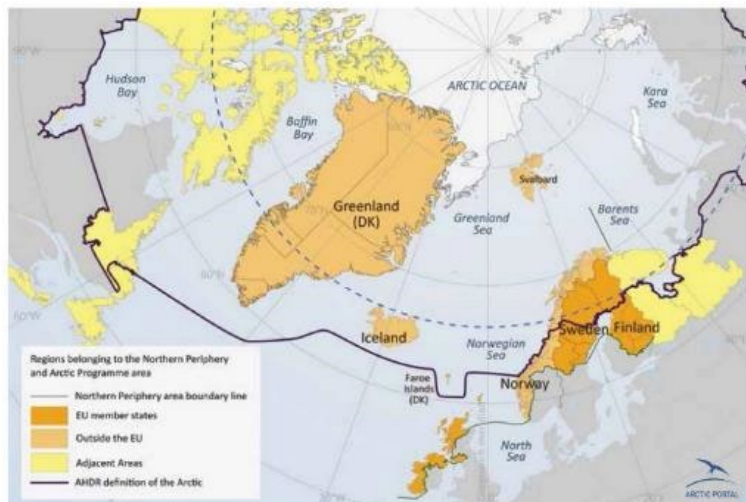 Hudson
Bay
Baffin
Bay
ARCTIC OCEAN
Kara
Sea
Svalbard
Greenland
(DK)
Greenland
Sea
Barents
Sea
Iceland
Norwegian
Sea
Sweden
Finland
Faroe
Islands
(DK)
Norway
North
Sea
Regions belonging to the Northern Periphery
and Arctic Programme area
Northern Periphery area boundary line
EU member states
Outside the EU
Adjacent Areas
AHDR definition of the Arctic
ARCTIC PORTAL